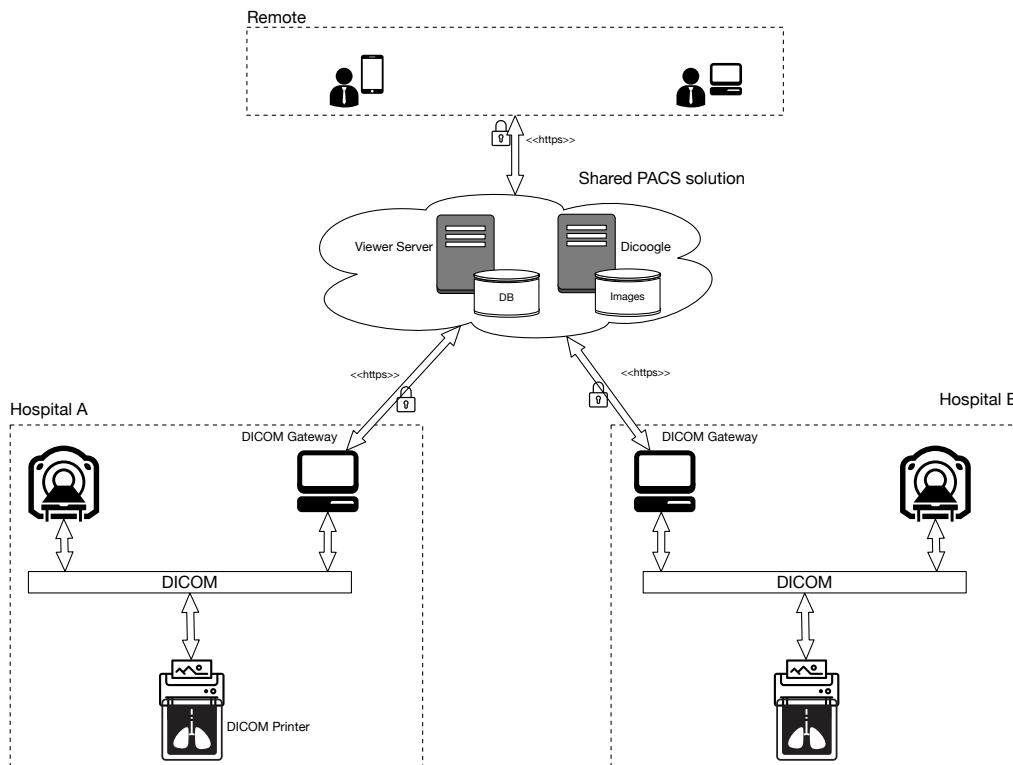 Remote
<<https>>
Shared PACS solution
Viewer Server
Dicoogle
DB
Images
<<https>>
<<https>>
Hospital A
Hospital
DICOM Gateway
DICOM Gateway
DICOM
DICOM
DICOM Printer